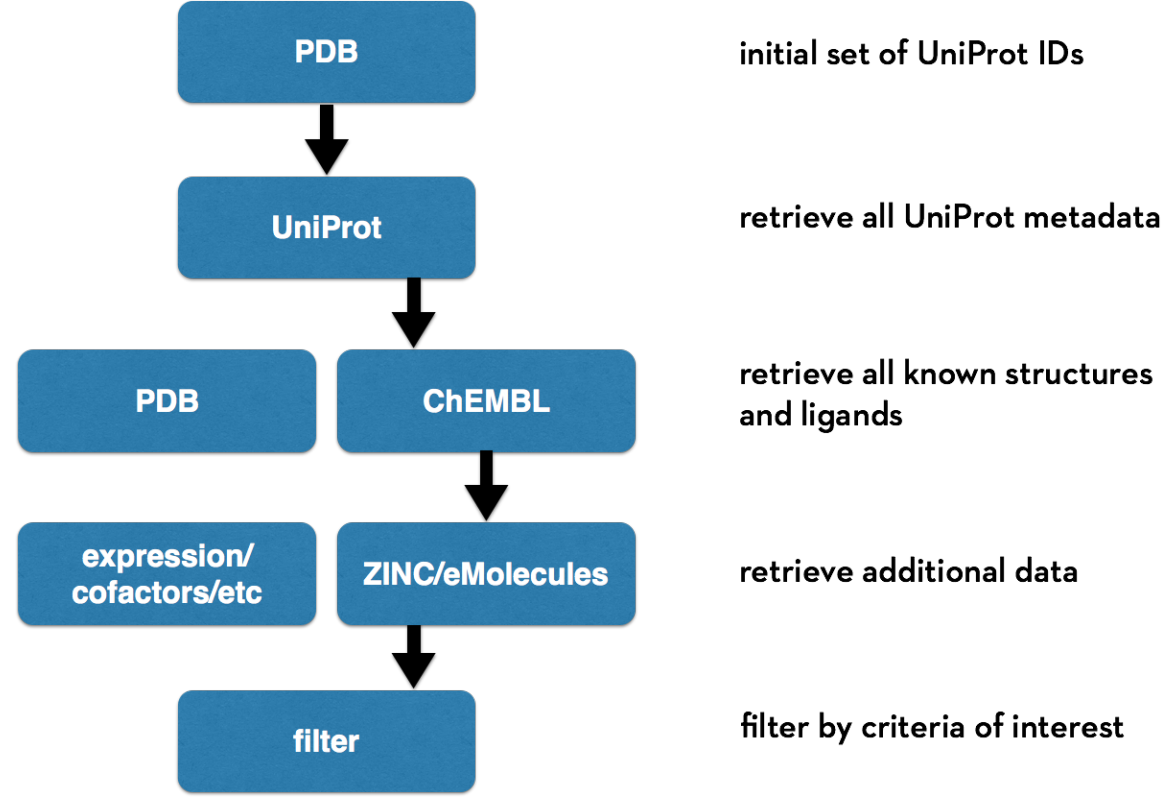 PDB
initial set of UniProt IDs
UniProt
retrieve all UniProt metadata
PDB
ChEMBL
retrieve all known structures
and ligands
expression/
cofactors/etc
ZINC/eMolecules
retrieve additional data
filter
filter by criteria of interest